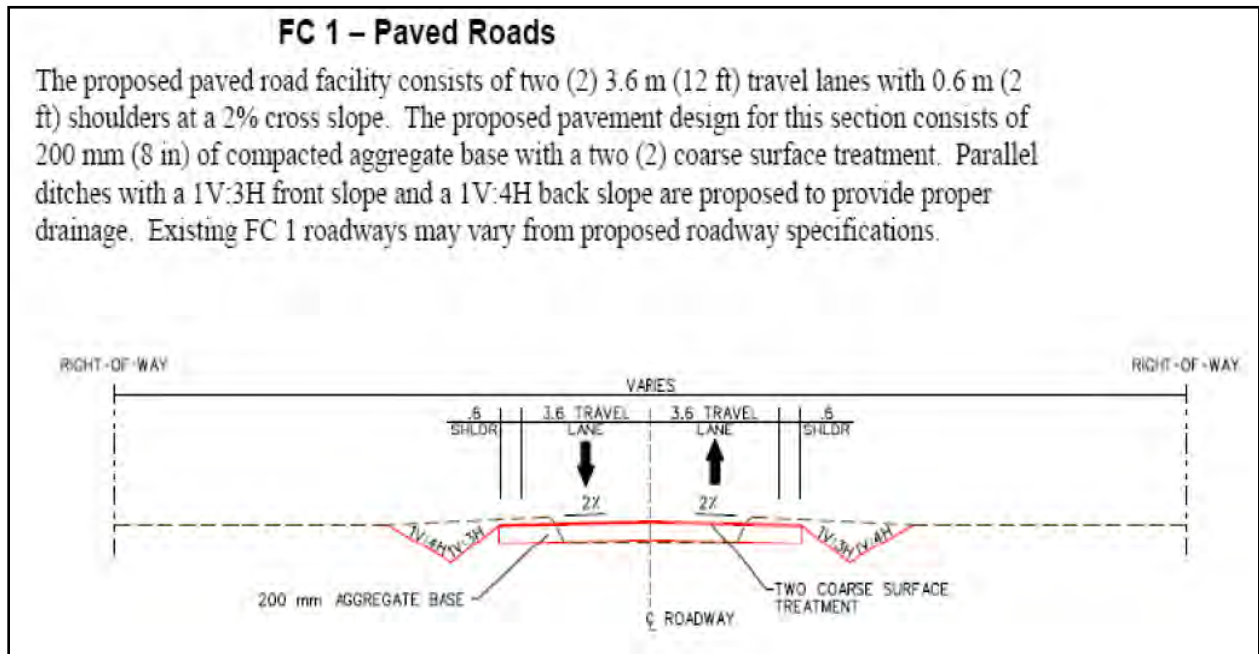 FC 1 – Paved Roads
The proposed paved road facility consists of two (2) 3.6 m (12 ft) travel lanes with 0.6 m (2
ft) shoulders at a 2% cross slope.  The proposed pavement design for this section consists of
200 mm (8 in) of compacted aggregate base with a two (2) coarse surface treatment.  Parallel
ditches with a 1V:3H front slope and a 1V:4H back slope are proposed to provide proper
drainage.  Existing FC 1 roadways may vary from proposed roadway specifications.
RIGHT-OF-WAY
RIGHT-OF-WAY
VARIES
.6
SHLDR
3.6 TRAVEL
LANE
3.6 TRAVEL
LANE
.6
SHLDR
2%
2%
1V:4H
1V:3H
1V:3H
1V:4H
200 mm AGGREGATE BASE
TWO COARSE SURFACE
TREATMENT
℄ ROADWAY